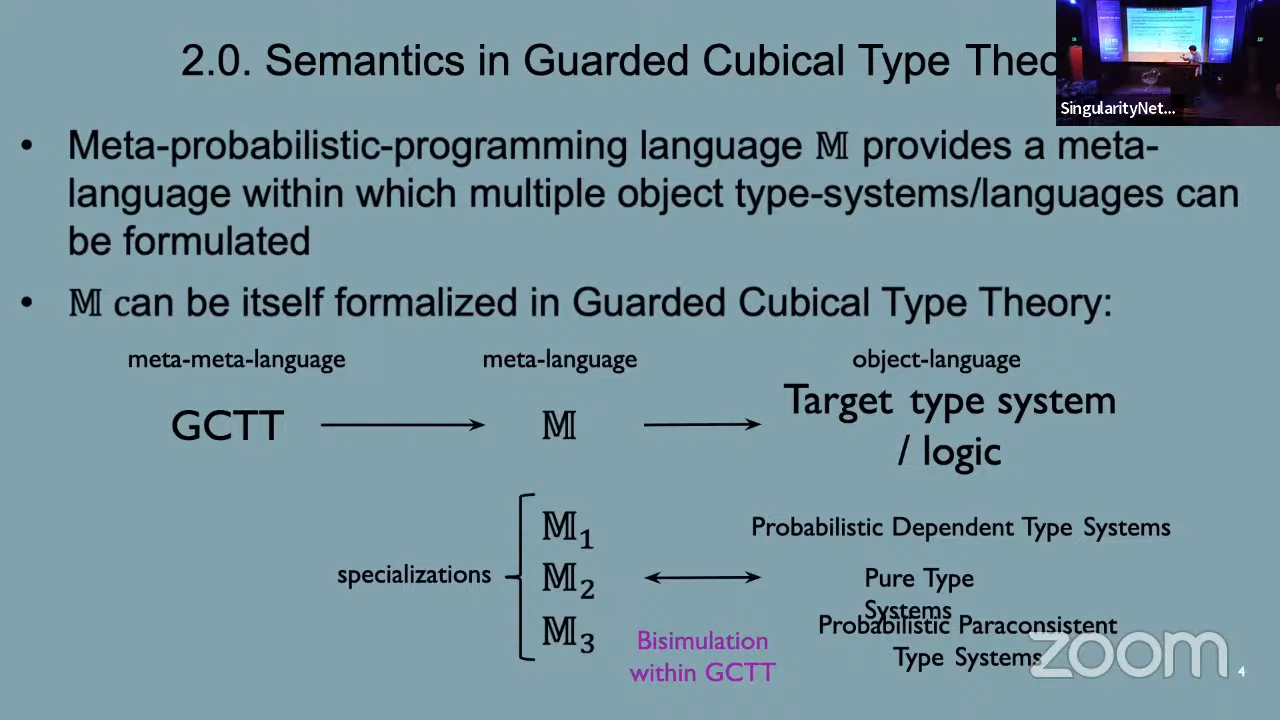 2.0. Semantics in Guarded Cubical Type Theo
SingularityNet...
• Meta-probabilistic-programming language 𝕄 provides a meta-
language within which multiple object type-systems/languages can
be formulated
• 𝕄 can be itself formalized in Guarded Cubical Type Theory:
meta-meta-language meta-language object-language
GCTT 𝕄 Target type system
/ logic
𝕄1 Probabilistic Dependent Type Systems
specializations 𝕄2 Pure Type
Systems
𝕄3 Probabilistic Paraconsistent
Type Systems
Bisimulation
within GCTT
zoom
4